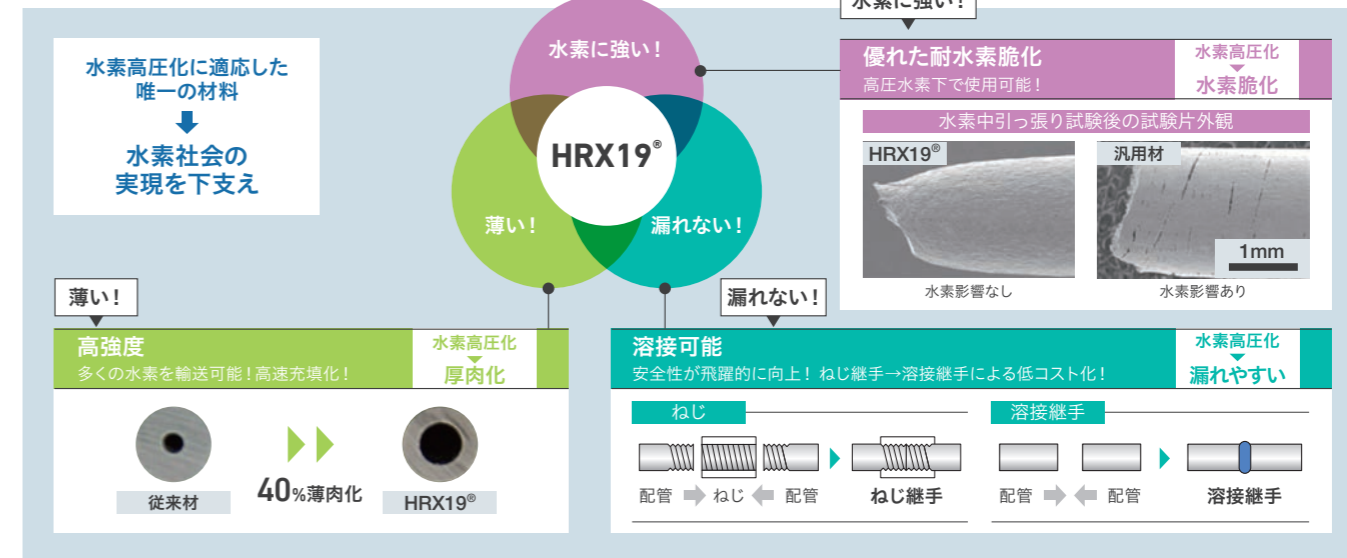 水素高圧化に適応した
唯一の材料
水素社会の
実現を下支え
水素に強い！
HRX19®
薄い！
漏れない！
水素に強い！
優れた耐水素脆化
高圧水素下で使用可能！
水素高圧化
水素脆化
水素中引っ張り試験後の試験片外観
HRX19®
汎用材
1mm
水素影響なし
水素影響あり
薄い！
高強度
多くの水素を輸送可能！高速充填化！
水素高圧化
厚肉化
従来材
40%薄肉化
HRX19®
漏れない！
溶接可能
安全性が飛躍的に向上！ ねじ継手→溶接継手による低コスト化！
水素高圧化
漏れやすい
ねじ
配管 ねじ 配管 ねじ継手
溶接継手
配管 配管 溶接継手